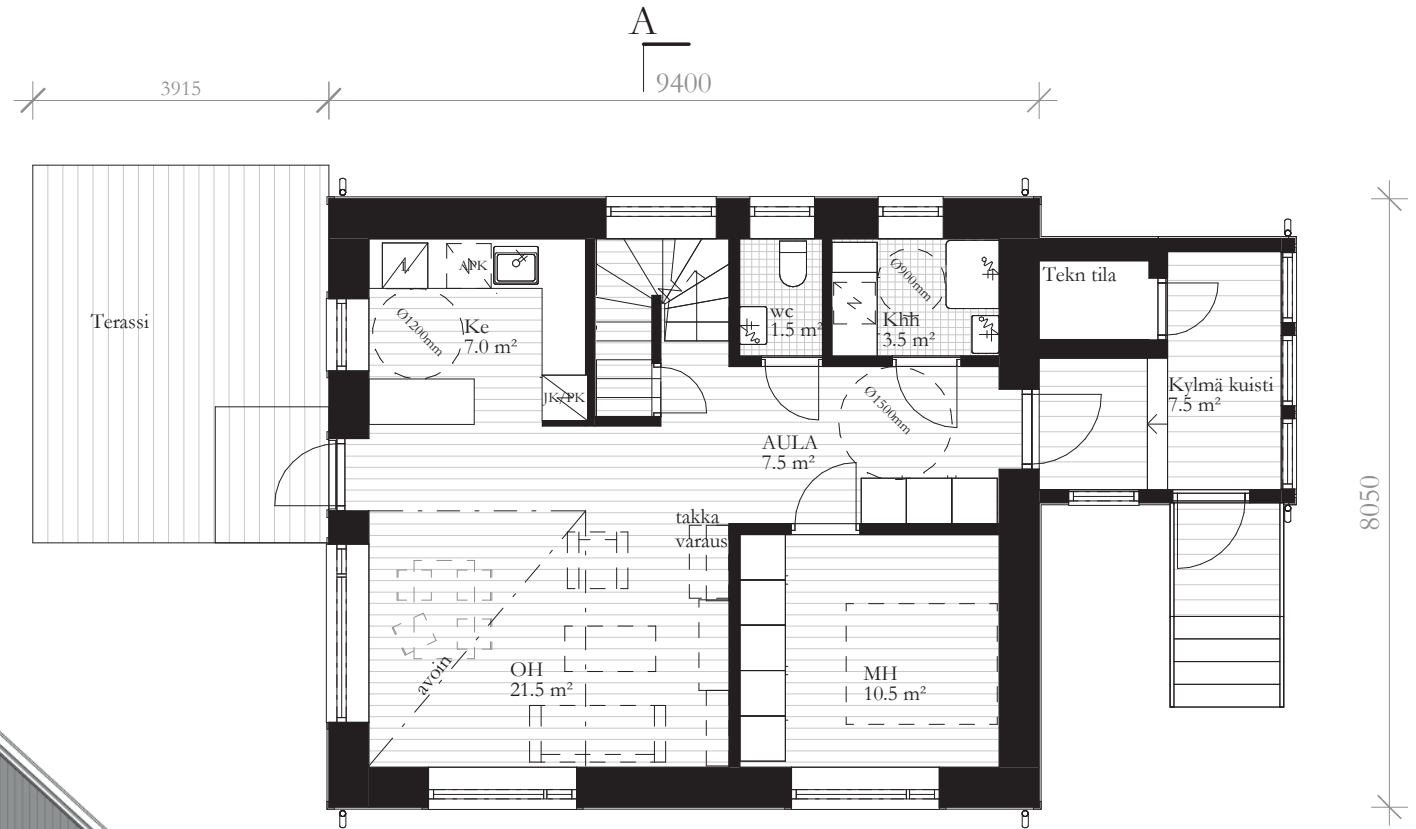 A
3915
9400
APK
Tekn tila
Ø900mm
Terassi
Ø1200mm
Ke
7.0 m²
wc
1.5 m²
Khh
3.5 m²
JK/PK
Ø1500mm
Kylmä kuisti
7.5 m²
AULA
7.5 m²
8050
takka
varaus
avoin
OH
21.5 m²
MH
10.5 m²